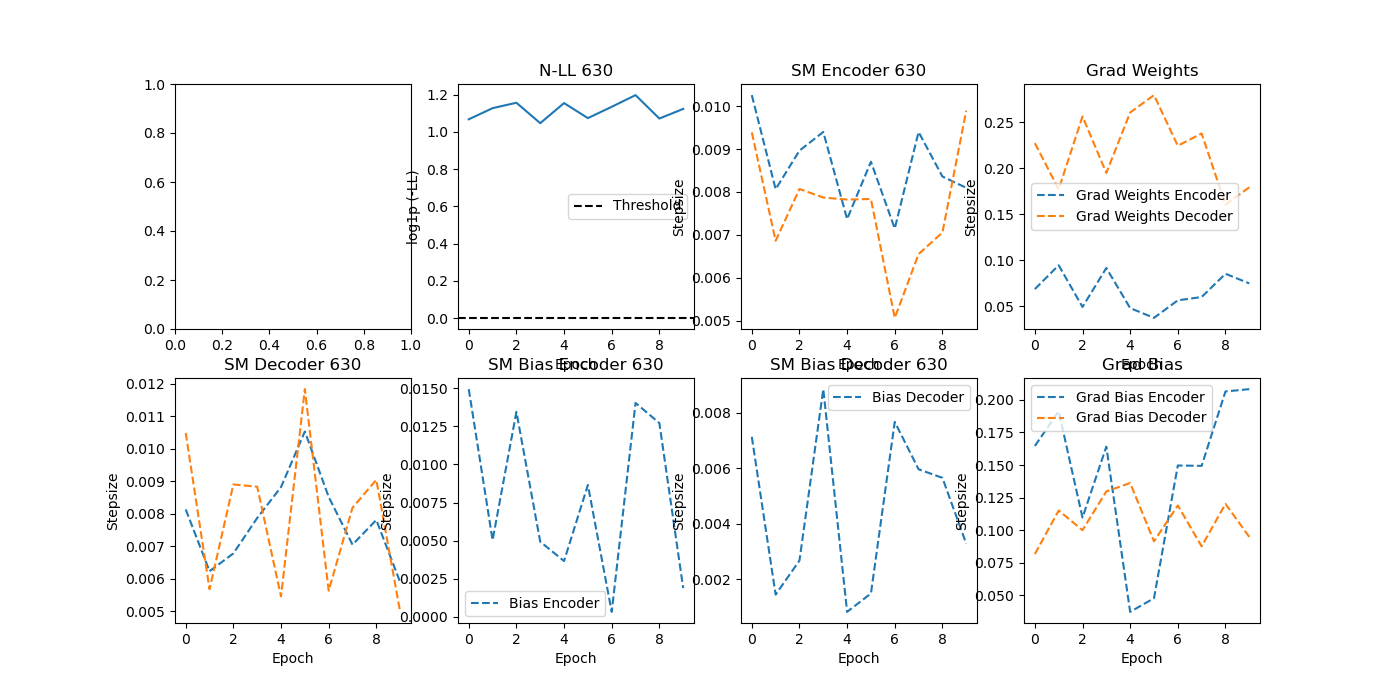 1.0
0.8
0.6
0.4
0.2
0.0
0.0 0.2 0.4 0.6 0.8 1.0
N-LL 630
log1p (-LL)
1.2
1.0
0.8
0.6
0.4
0.2
0.0
Threshold
0 2 4 6 8
Epoch
SM Encoder 630
Stepsize
0.010
0.009
0.008
0.007
0.006
0.005
0 2 4 6 8
Epoch
Grad Weights
Stepsize
0.25
0.20
0.15
0.10
0.05
Grad Weights Encoder
Grad Weights Decoder
0 2 4 6 8
Epoch
SM Decoder 630
Stepsize
0.012
0.011
0.010
0.009
0.008
0.007
0.006
0.005
0 2 4 6 8
Epoch
SM Bias Encoder 630
Stepsize
0.0150
0.0125
0.0100
0.0075
0.0050
0.0025
0.0000
Bias Encoder
0 2 4 6 8
Epoch
SM Bias Decoder 630
Stepsize
0.008
0.006
0.004
0.002
Bias Decoder
0 2 4 6 8
Epoch
Grad Bias
Stepsize
0.200
0.175
0.150
0.125
0.100
0.075
0.050
Grad Bias Encoder
Grad Bias Decoder
0 2 4 6 8
Epoch